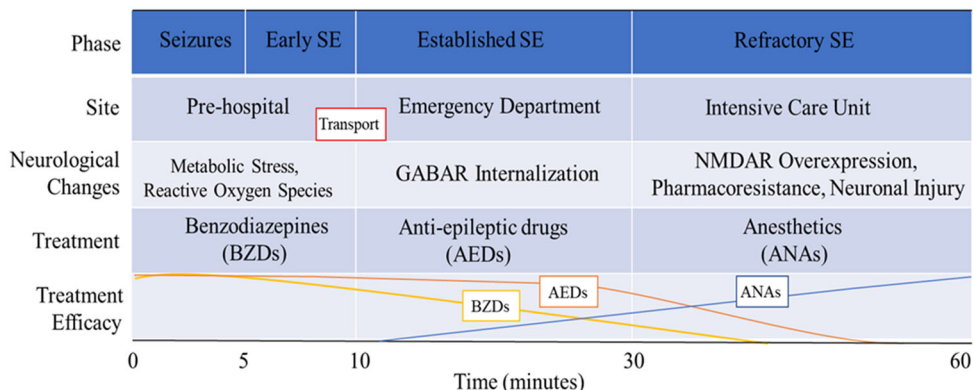 Phase
Seizures
Early SE
Established SE
Refractory SE
Site
Pre-hospital
Transport
Emergency Department
Intensive Care Unit
Neurological
Changes
Metabolic Stress,
Reactive Oxygen Species
GABAR Internalization
NMDAR Overexpression,
Pharmacoresistance, Neuronal Injury
Treatment
Benzodiazepines
(BZDs)
Anti-epileptic drugs
(AEDs)
Anesthetics
(ANAs)
Treatment
Efficacy
BZDs
AEDs
ANAs
0
5
10
30
60
Time (minutes)